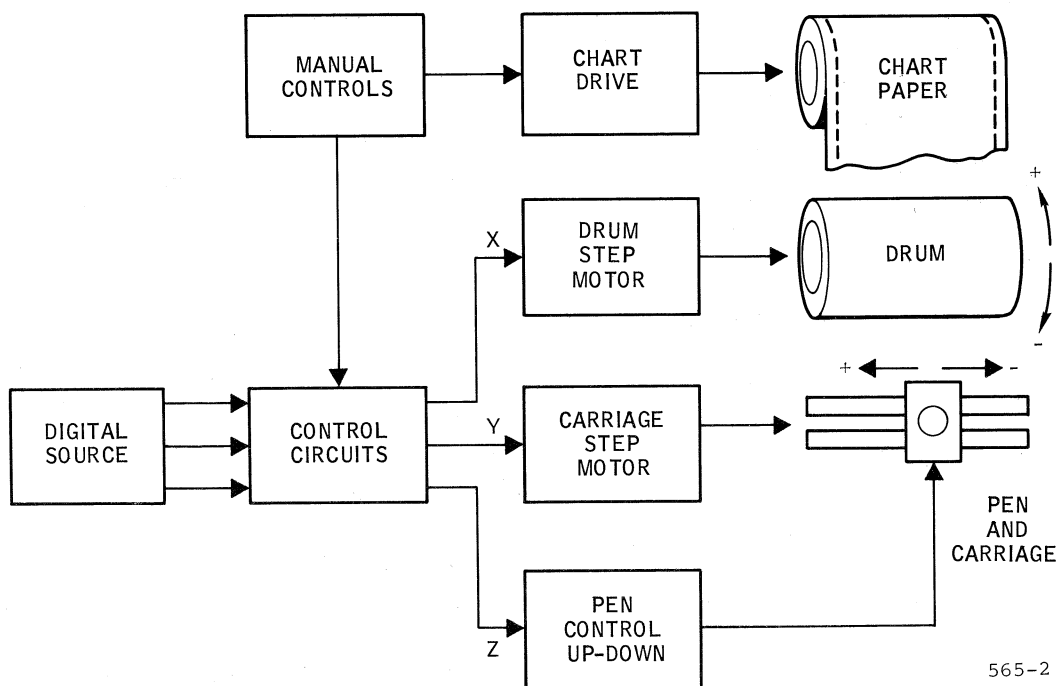 MANUAL
CONTROLS
CHART
DRIVE
CHART
PAPER
+
X
DRUM
STEP
MOTOR
DRUM
-
+
-
DIGITAL
SOURCE
CONTROL
CIRCUITS
Y
CARRIAGE
STEP
MOTOR
PEN
AND
CARRIAGE
Z
PEN
CONTROL
UP-DOWN
565-2